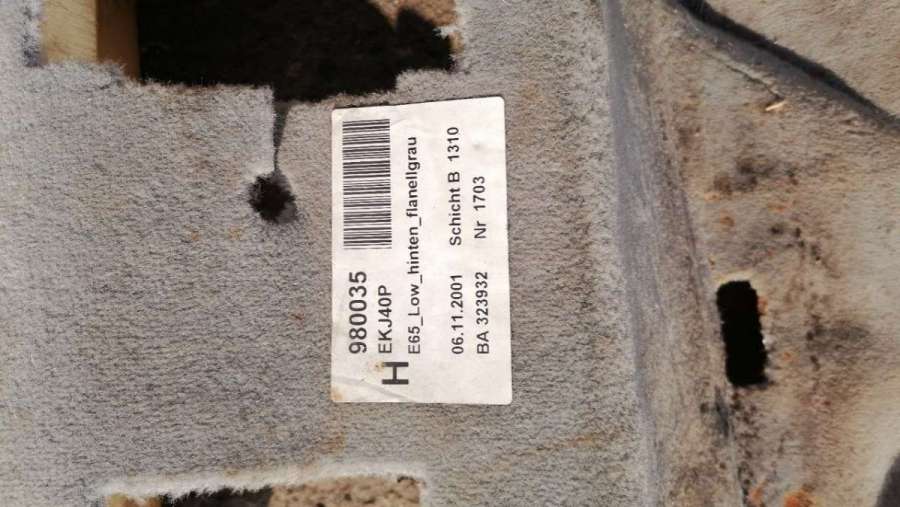 980035
EKJ40P
H
E65_Low_hinten_flanellgrau
06.11.2001 Schicht B 1310
BA 323932 Nr 1703